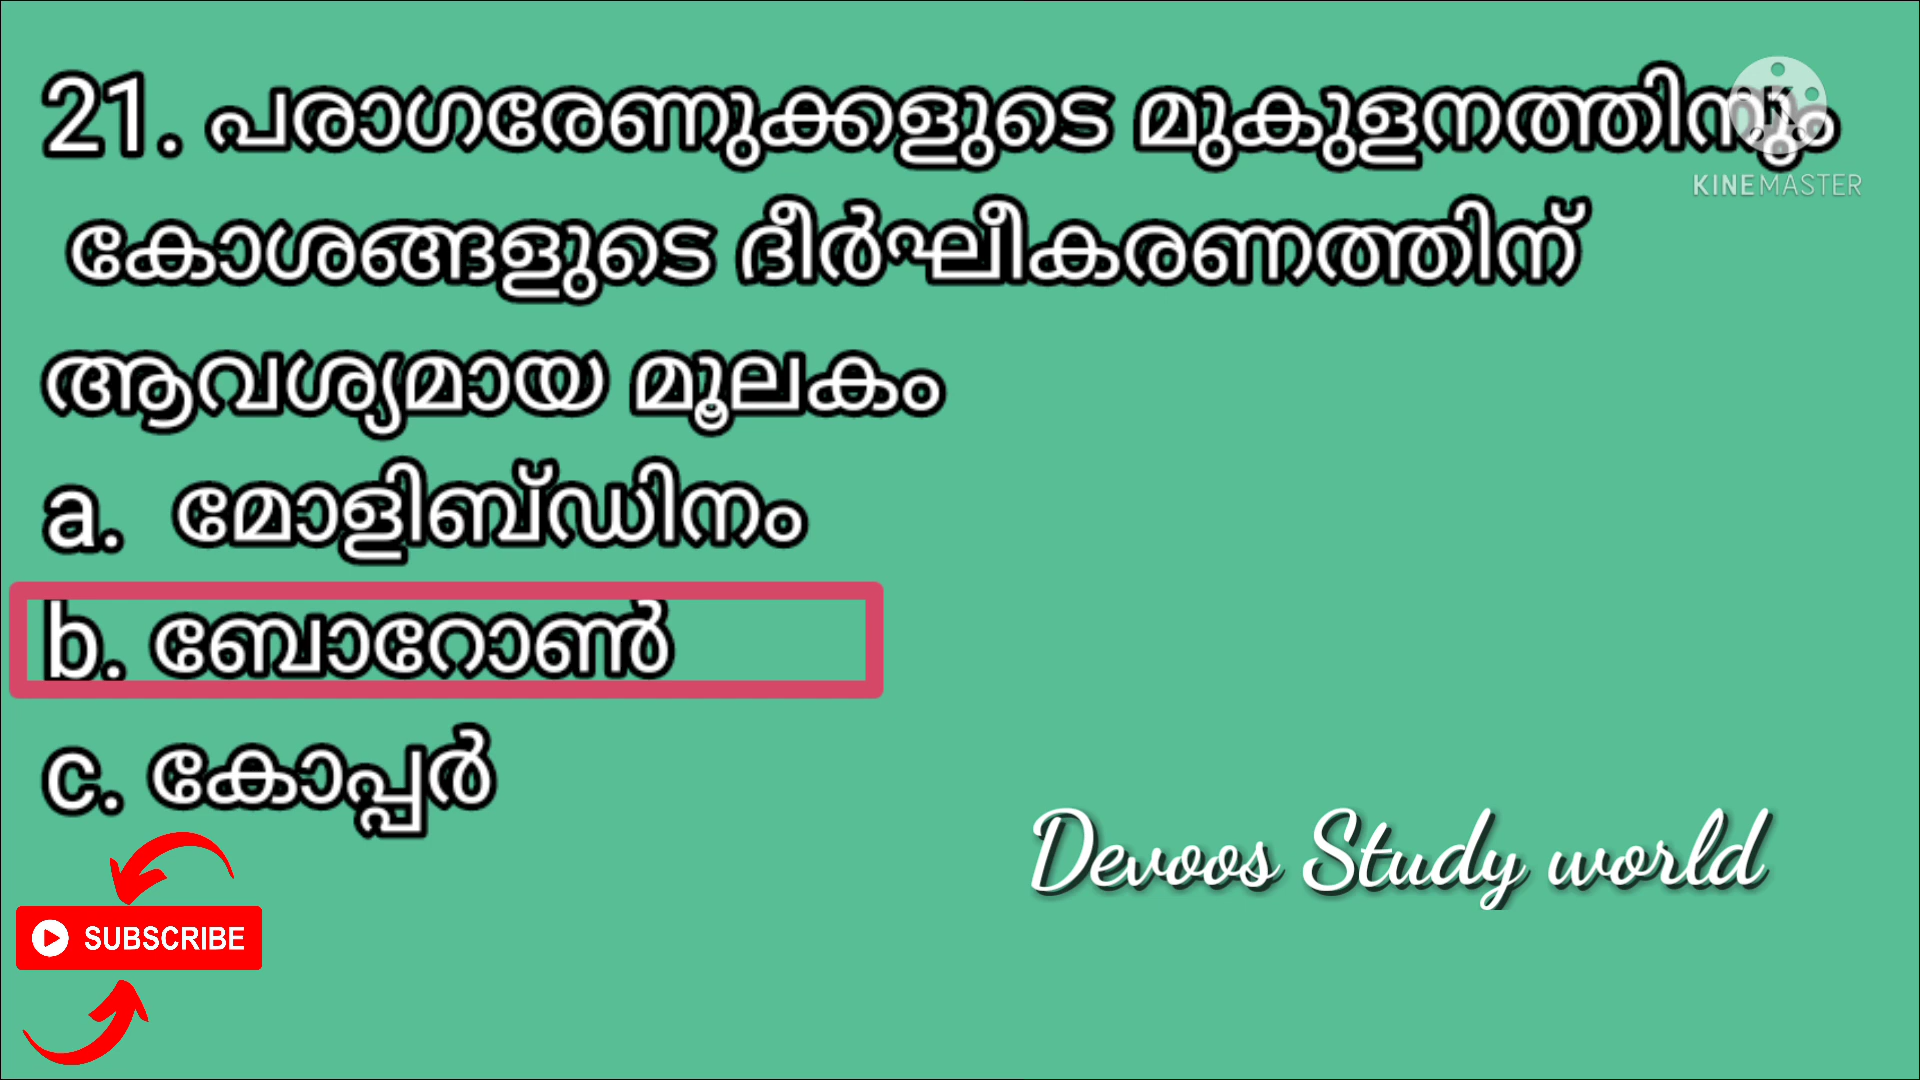 21. പരാഗരേണുക്കളുടെ മുകുളനത്തിനും
കോശങ്ങളുടെ ദീർഘീകരണത്തിന്
ആവശ്യമായ മൂലകം
a. മോളിബ്ഡിനം
b. ബോറോൺ
c. കോപ്പർ
K
KINEMASTER
Devoos Study world
SUBSCRIBE